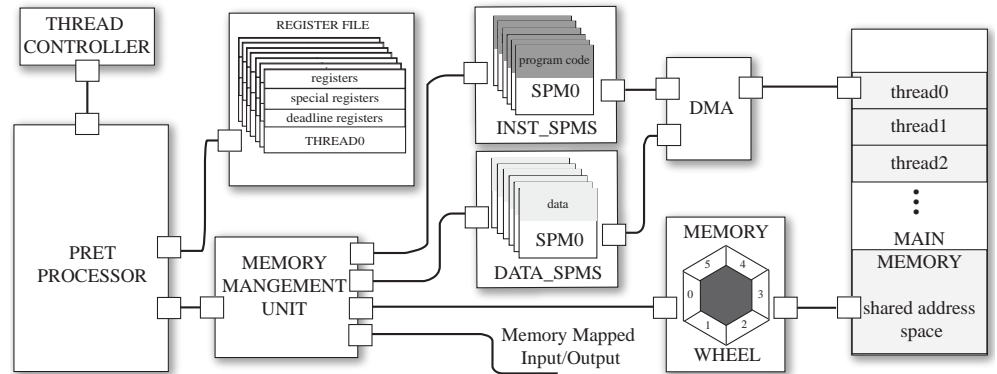 THREAD
CONTROLLER
PRET
PROCESSOR
REGISTER FILE
registers
special registers
deadline registers
THREAD0
MEMORY
MANGEMENT
UNIT
program code
SPM0
INST_SPMS
data
SPM0
DATA_SPMS
Memory Mapped
Input/Output
DMA
MEMORY
5 4
0 3
1 2
WHEEL
thread0
thread1
thread2
MAIN
MEMORY
shared address
space